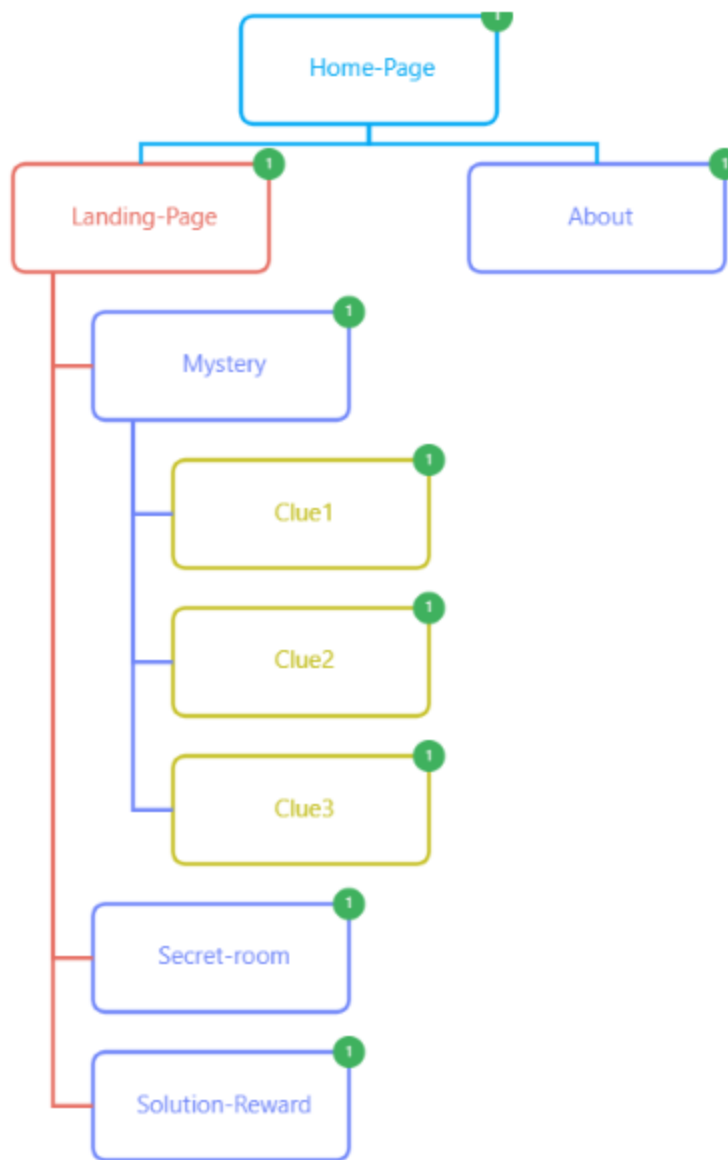 1
Home-Page
1
Landing-Page
1
About
1
Mystery
1
Clue1
1
Clue2
1
Clue3
1
Secret-room
1
Solution-Reward